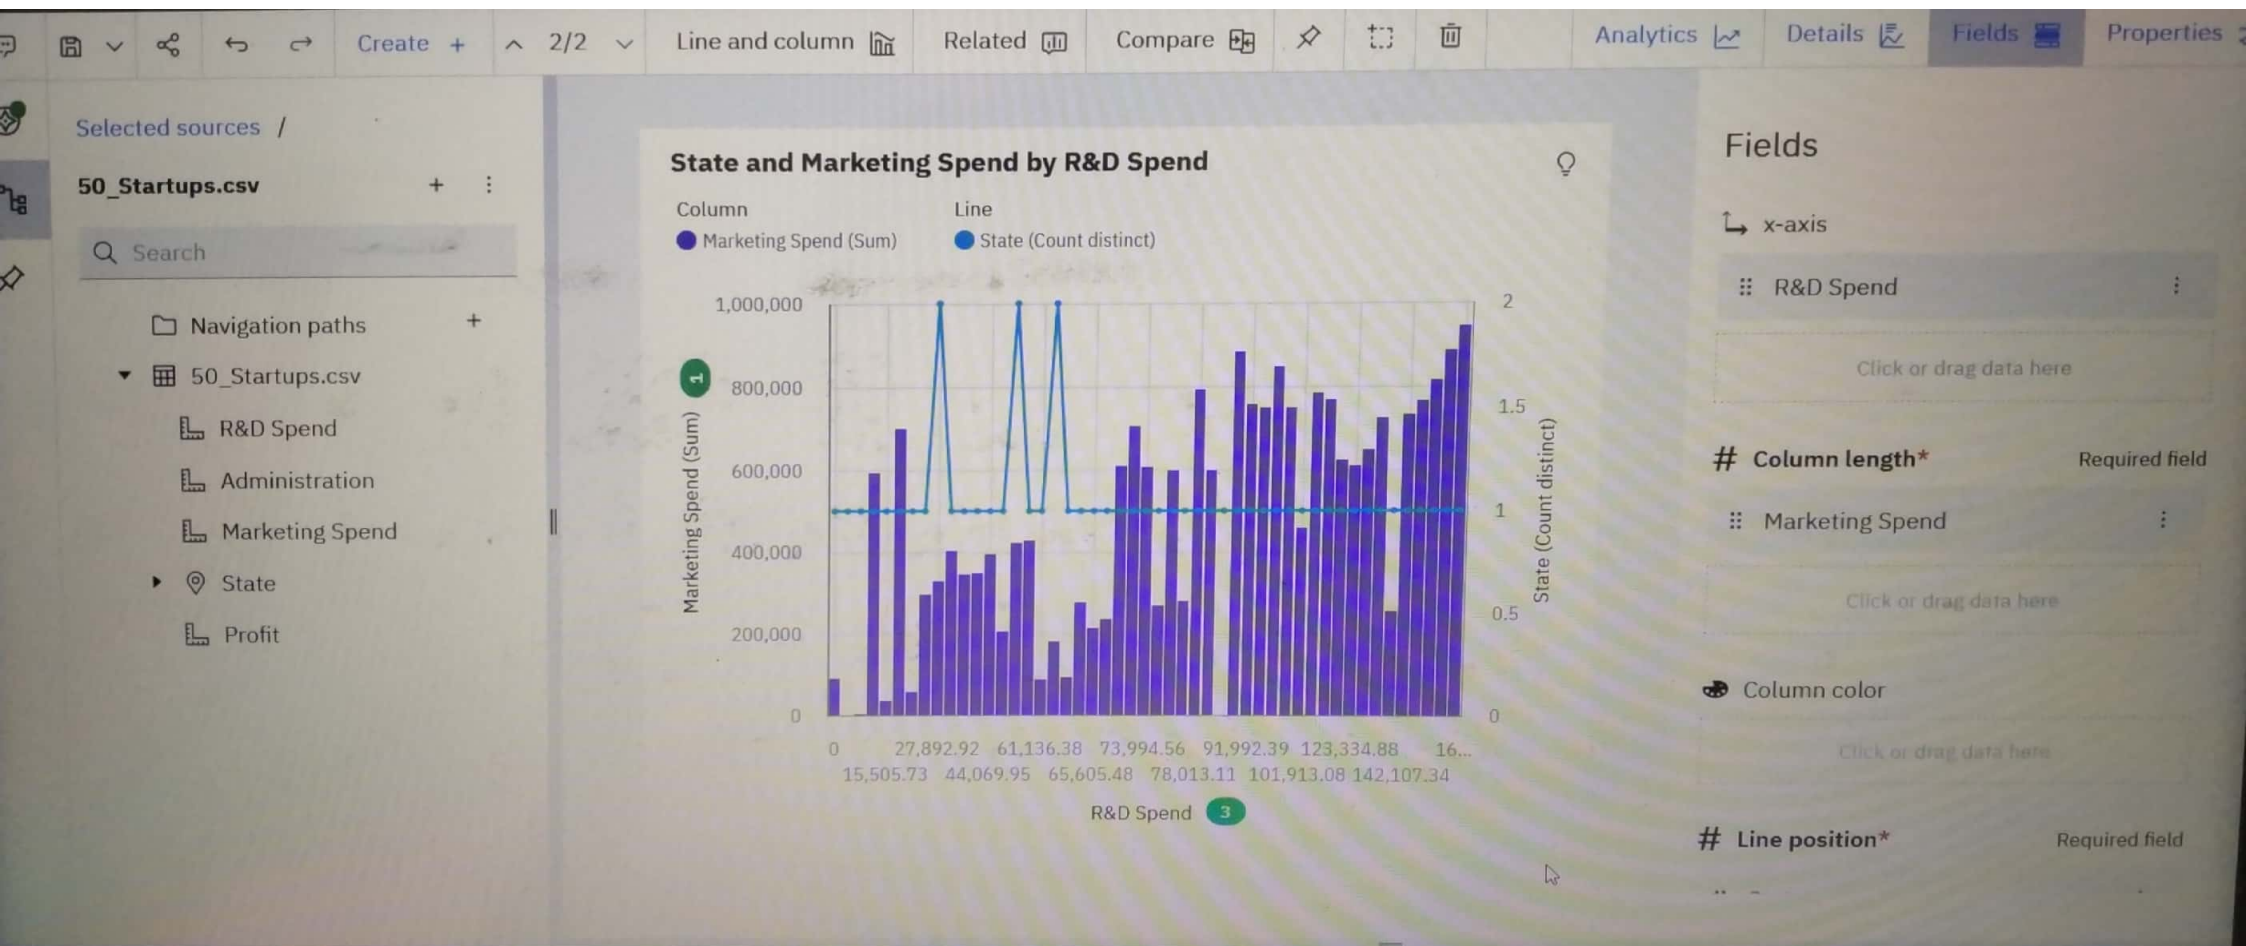 Create +
2/2
Line and column
Related
Compare
Analytics
Details
Fields
Properties
Selected sources /
50_Startups.csv
Search
Navigation paths
50_Startups.csv
R&D Spend
Administration
Marketing Spend
State
Profit
State and Marketing Spend by R&D Spend
Column
Line
Marketing Spend (Sum)
State (Count distinct)
1,000,000
800,000
600,000
400,000
200,000
0
Marketing Spend (Sum)
1
2
1.5
1
0.5
0
State (Count distinct)
0 27,892.92 61,136.38 73,994.56 91,992.39 123,334.88 16...
15,505.73 44,069.95 65,605.48 78,013.11 101,913.08 142,107.34
R&D Spend 3
Fields
x-axis
R&D Spend
Click or drag data here
# Column length* Required field
Marketing Spend
Click or drag data here
Column color
Click or drag data here
# Line position* Required field